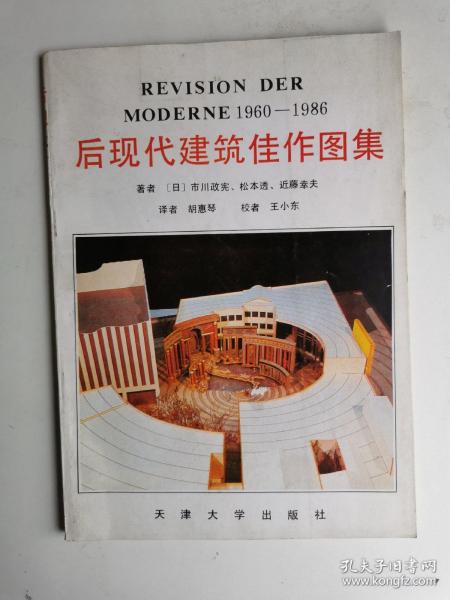 REVISION DER
MODERNE 1960—1986
后现代建筑佳作图集
著者 〔日〕市川政宪、松本透、近藤幸夫
译者 胡惠琴 校者 王小东
天津大学出版社
孔夫子旧书网
www.kongfz.com